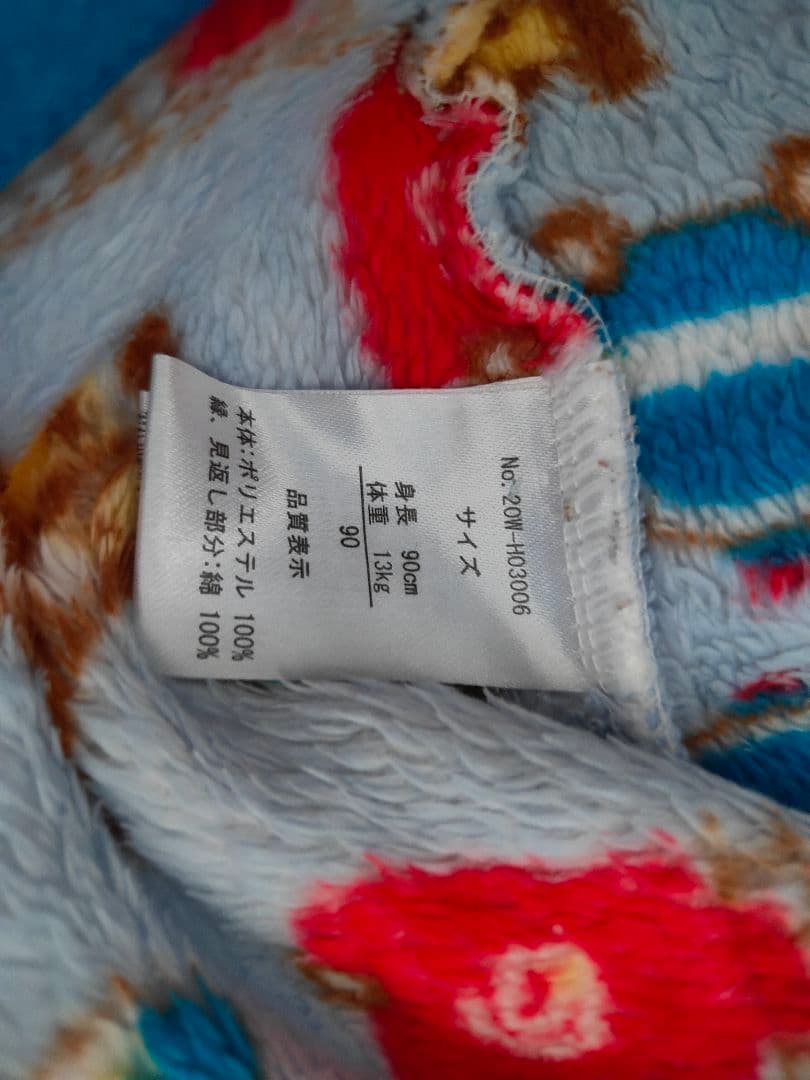 No. 20W-H03006
サイズ
身長 90cm
体重 13kg
90
品質表示
本体:ポリエステル 100%
縁、見返し部分:綿 100%